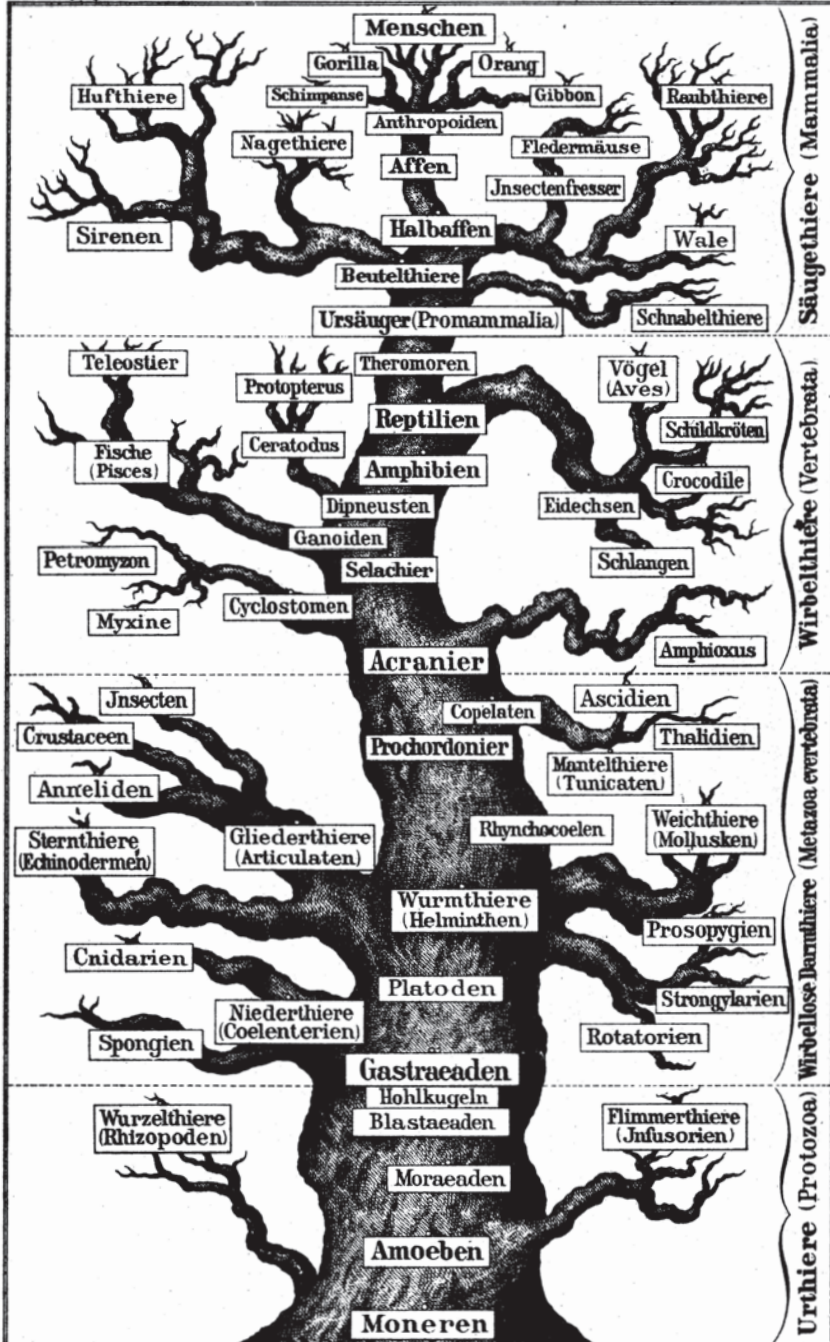 Menschen
Gorilla
Orang
Schimpanse
Gibbon
Hufthiere
Raubthiere
Anthropoiden
Nagethiere
Fledermäuse
Affen
Jnsectenfresser
Sirenen
Halbaffen
Wale
Beutelthiere
Ursäuger (Promammalia)
Schnabelthiere
Säugethiere (Mammalia)
Teleostier
Theromoren
Vögel
(Aves)
Protopterus
Reptilien
Schildkröten
Ceratodus
Fische
(Pisces)
Amphibien
Crocodile
Dipneusten
Eidechsen
Ganoiden
Petromyzon
Selachier
Schlangen
Cyclostomen
Myxine
Acranier
Amphioxus
Wirbelthiere (Vertebrata)
Jnsecten
Ascidien
Copelaten
Crustaceen
Prochordonier
Thalidien
Mantelthiere
(Tunicaten)
Anneliden
Sternthiere
(Echinodermen)
Gliederthiere
(Articulaten)
Rhynchocoelen
Weichthiere
(Mollusken)
Wurmthiere
(Helminthen)
Prosopygien
Cnidarien
Platoden
Strongylarien
Niederthiere
(Coelenterien)
Spongien
Rotatorien
Gastraeaden
Wirbellose Darmthiere (Metazoa evertebrata)
Hohlkugeln
Blastaeaden
Wurzelthiere
(Rhizopoden)
Flimmerthiere
(Jnfusorien)
Moraeaden
Amoeben
Moneren
Urthiere (Protozoa)